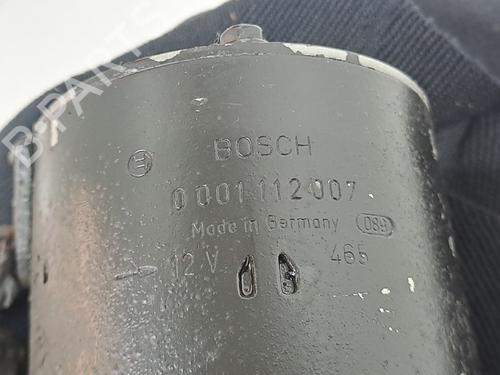 B-PARTS
BOSCH
0 001 112 007
Made in Germany 089
12 V 465